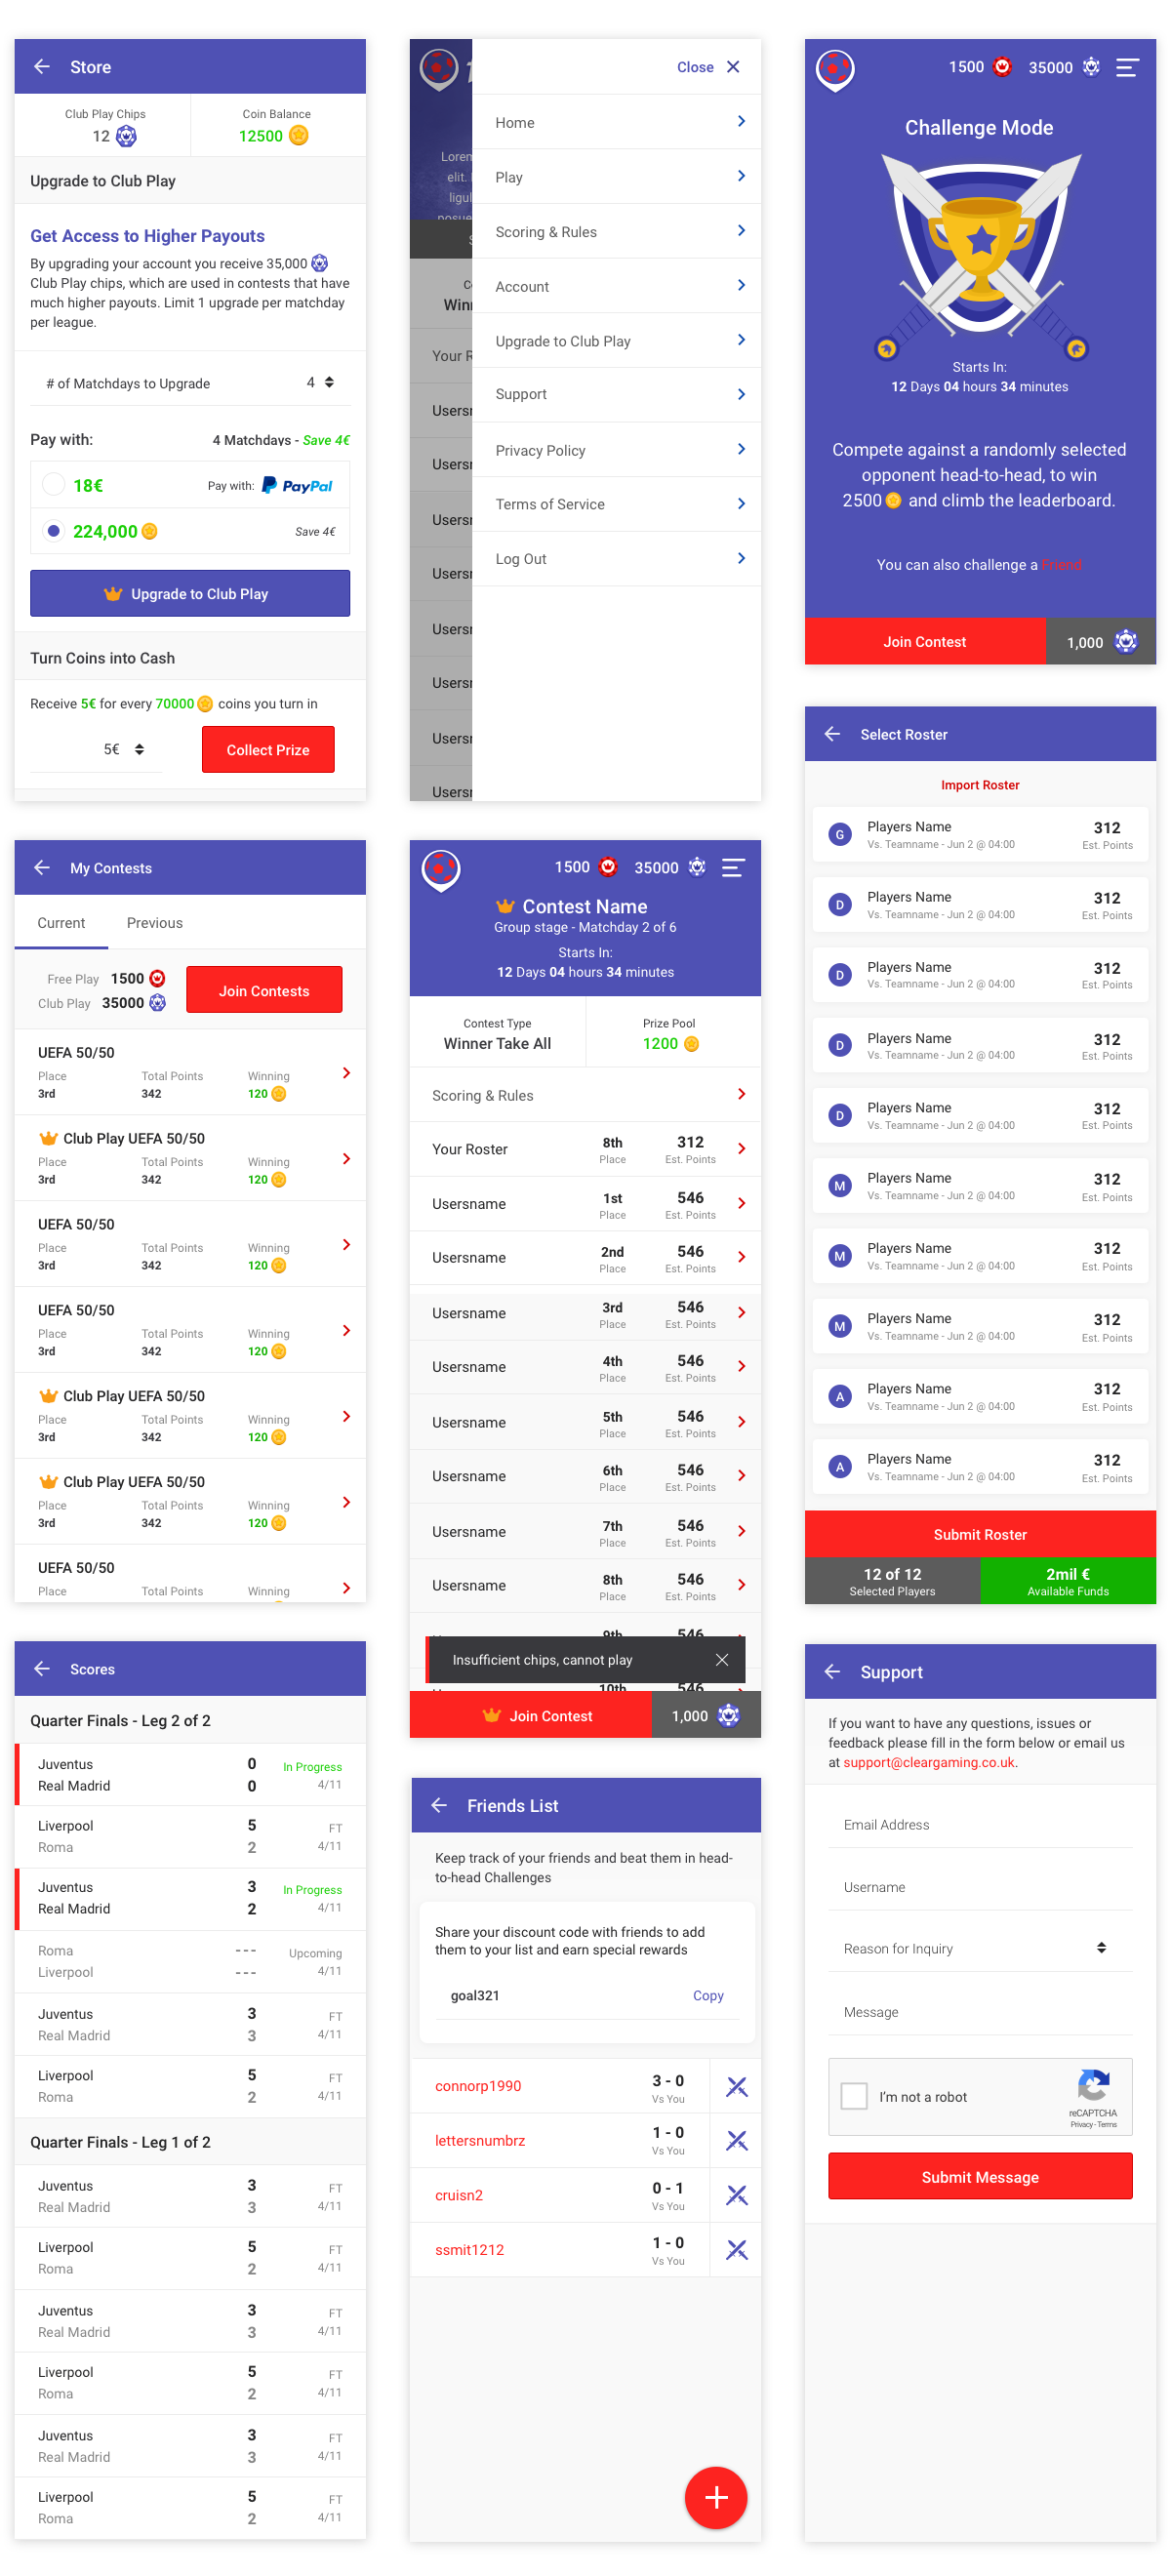 Store
Club Play Chips
12
Coin Balance
12500
Upgrade to Club Play
Get Access to Higher Payouts
By upgrading your account you receive 35,000
Club Play chips, which are used in contests that have
much higher payouts. Limit 1 upgrade per matchday
per league.
# of Matchdays to Upgrade 4
Pay with: 4 Matchdays - Save 4€
18€ Pay with: PayPal
224,000 Save 4€
Upgrade to Club Play
Turn Coins into Cash
Receive 5€ for every 70000 coins you turn in
5€ Collect Prize
My Contests
Current Previous
Free Play 1500
Club Play 35000
Join Contests
UEFA 50/50
Place Total Points Winning
3rd 342 120
Club Play UEFA 50/50
Place Total Points Winning
3rd 342 120
UEFA 50/50
Place Total Points Winning
3rd 342 120
UEFA 50/50
Place Total Points Winning
3rd 342 120
Club Play UEFA 50/50
Place Total Points Winning
3rd 342 120
Club Play UEFA 50/50
Place Total Points Winning
3rd 342 120
UEFA 50/50
Place Total Points Winning
Scores
Quarter Finals - Leg 2 of 2
Juventus 0 In Progress
Real Madrid 0 4/11
Liverpool 5 FT
Roma 2 4/11
Juventus 3 In Progress
Real Madrid 2 4/11
Roma --- Upcoming
Liverpool --- 4/11
Juventus 3 FT
Real Madrid 3 4/11
Liverpool 5 FT
Roma 2 4/11
Quarter Finals - Leg 1 of 2
Juventus 3 FT
Real Madrid 3 4/11
Liverpool 5 FT
Roma 2 4/11
Juventus 3 FT
Real Madrid 3 4/11
Liverpool 5 FT
Roma 2 4/11
Juventus 3 FT
Real Madrid 3 4/11
Liverpool 5 FT
Roma 2 4/11
Close
Lorem
elit.
ligul
posue
Your R
Home
Play
Scoring & Rules
Account
Upgrade to Club Play
Support
Privacy Policy
Terms of Service
Log Out
1500 35000
Contest Name
Group stage - Matchday 2 of 6
Starts In:
12 Days 04 hours 34 minutes
Contest Type
Winner Take All
Prize Pool
1200
Scoring & Rules
Your Roster 8th 312
Place Est. Points
Usersname 1st 546
Place Est. Points
Usersname 2nd 546
Place Est. Points
Usersname 3rd 546
Place Est. Points
Usersname 4th 546
Place Est. Points
Usersname 5th 546
Place Est. Points
Usersname 6th 546
Place Est. Points
Usersname 7th 546
Place Est. Points
Usersname 8th 546
Place Est. Points
9th 546
Insufficient chips, cannot play
10th 546
Join Contest 1,000
Friends List
Keep track of your friends and beat them in head-
to-head Challenges
Share your discount code with friends to add
them to your list and earn special rewards
goal321 Copy
connorp1990 3 - 0
Vs You
lettersnumbrz 1 - 0
Vs You
cruisn2 0 - 1
Vs You
ssmit1212 1 - 0
Vs You
1500 35000
Challenge Mode
Starts In:
12 Days 04 hours 34 minutes
Compete against a randomly selected
opponent head-to-head, to win
2500 and climb the leaderboard.
You can also challenge a Friend
Join Contest 1,000
Select Roster
Import Roster
G Players Name 312
Vs. Teamname - Jun 2 @ 04:00 Est. Points
D Players Name 312
Vs. Teamname - Jun 2 @ 04:00 Est. Points
D Players Name 312
Vs. Teamname - Jun 2 @ 04:00 Est. Points
D Players Name 312
Vs. Teamname - Jun 2 @ 04:00 Est. Points
D Players Name 312
Vs. Teamname - Jun 2 @ 04:00 Est. Points
M Players Name 312
Vs. Teamname - Jun 2 @ 04:00 Est. Points
M Players Name 312
Vs. Teamname - Jun 2 @ 04:00 Est. Points
M Players Name 312
Vs. Teamname - Jun 2 @ 04:00 Est. Points
A Players Name 312
Vs. Teamname - Jun 2 @ 04:00 Est. Points
A Players Name 312
Vs. Teamname - Jun 2 @ 04:00 Est. Points
Submit Roster
12 of 12
Selected Players
2mil €
Available Funds
Support
If you want to have any questions, issues or
feedback please fill in the form below or email us
at support@cleargaming.co.uk.
Email Address
Username
Reason for Inquiry
Message
I'm not a robot
reCAPTCHA
Privacy - Terms
Submit Message